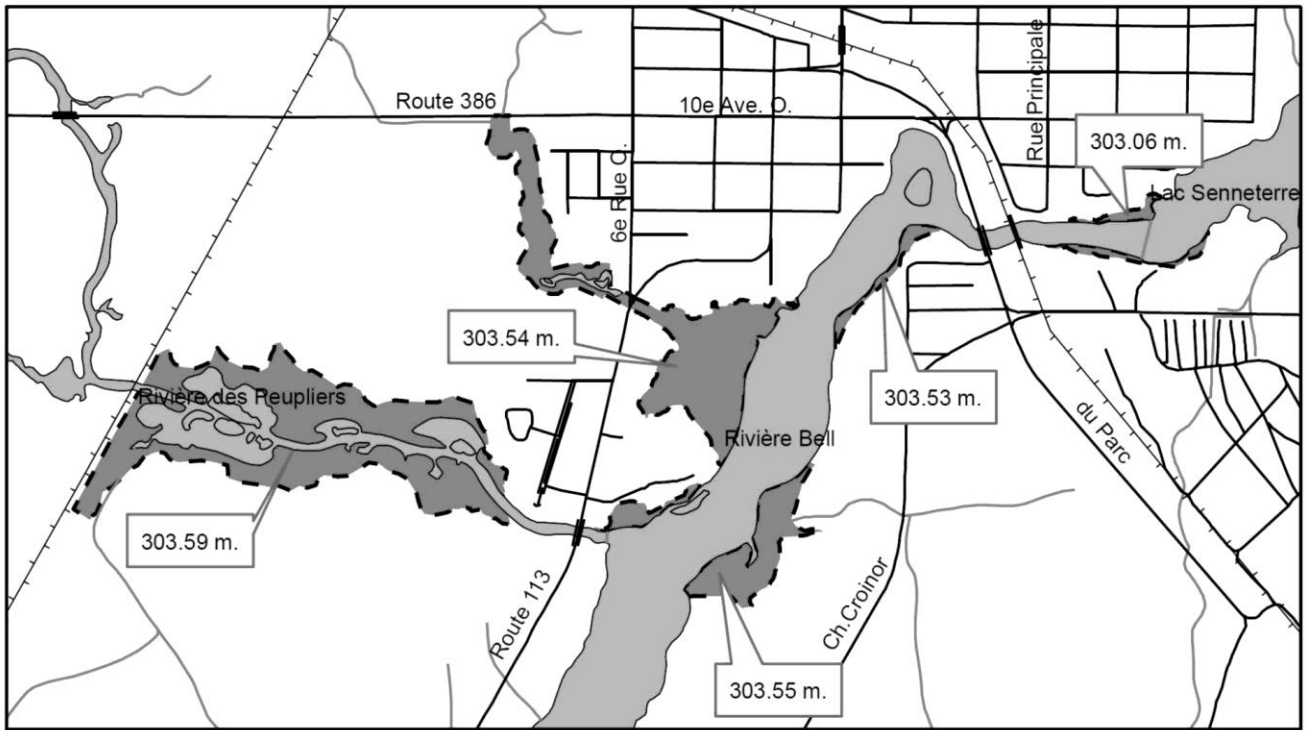 Route 386
10e Ave. O.
Rue Principale
303.06 m.
Lac Senneterre
6e Rue O.
303.54 m.
303.53 m.
Rivière des Peupliers
Rivière Bell
du Parc
303.59 m.
Route 113
Ch.Croinor
303.55 m.